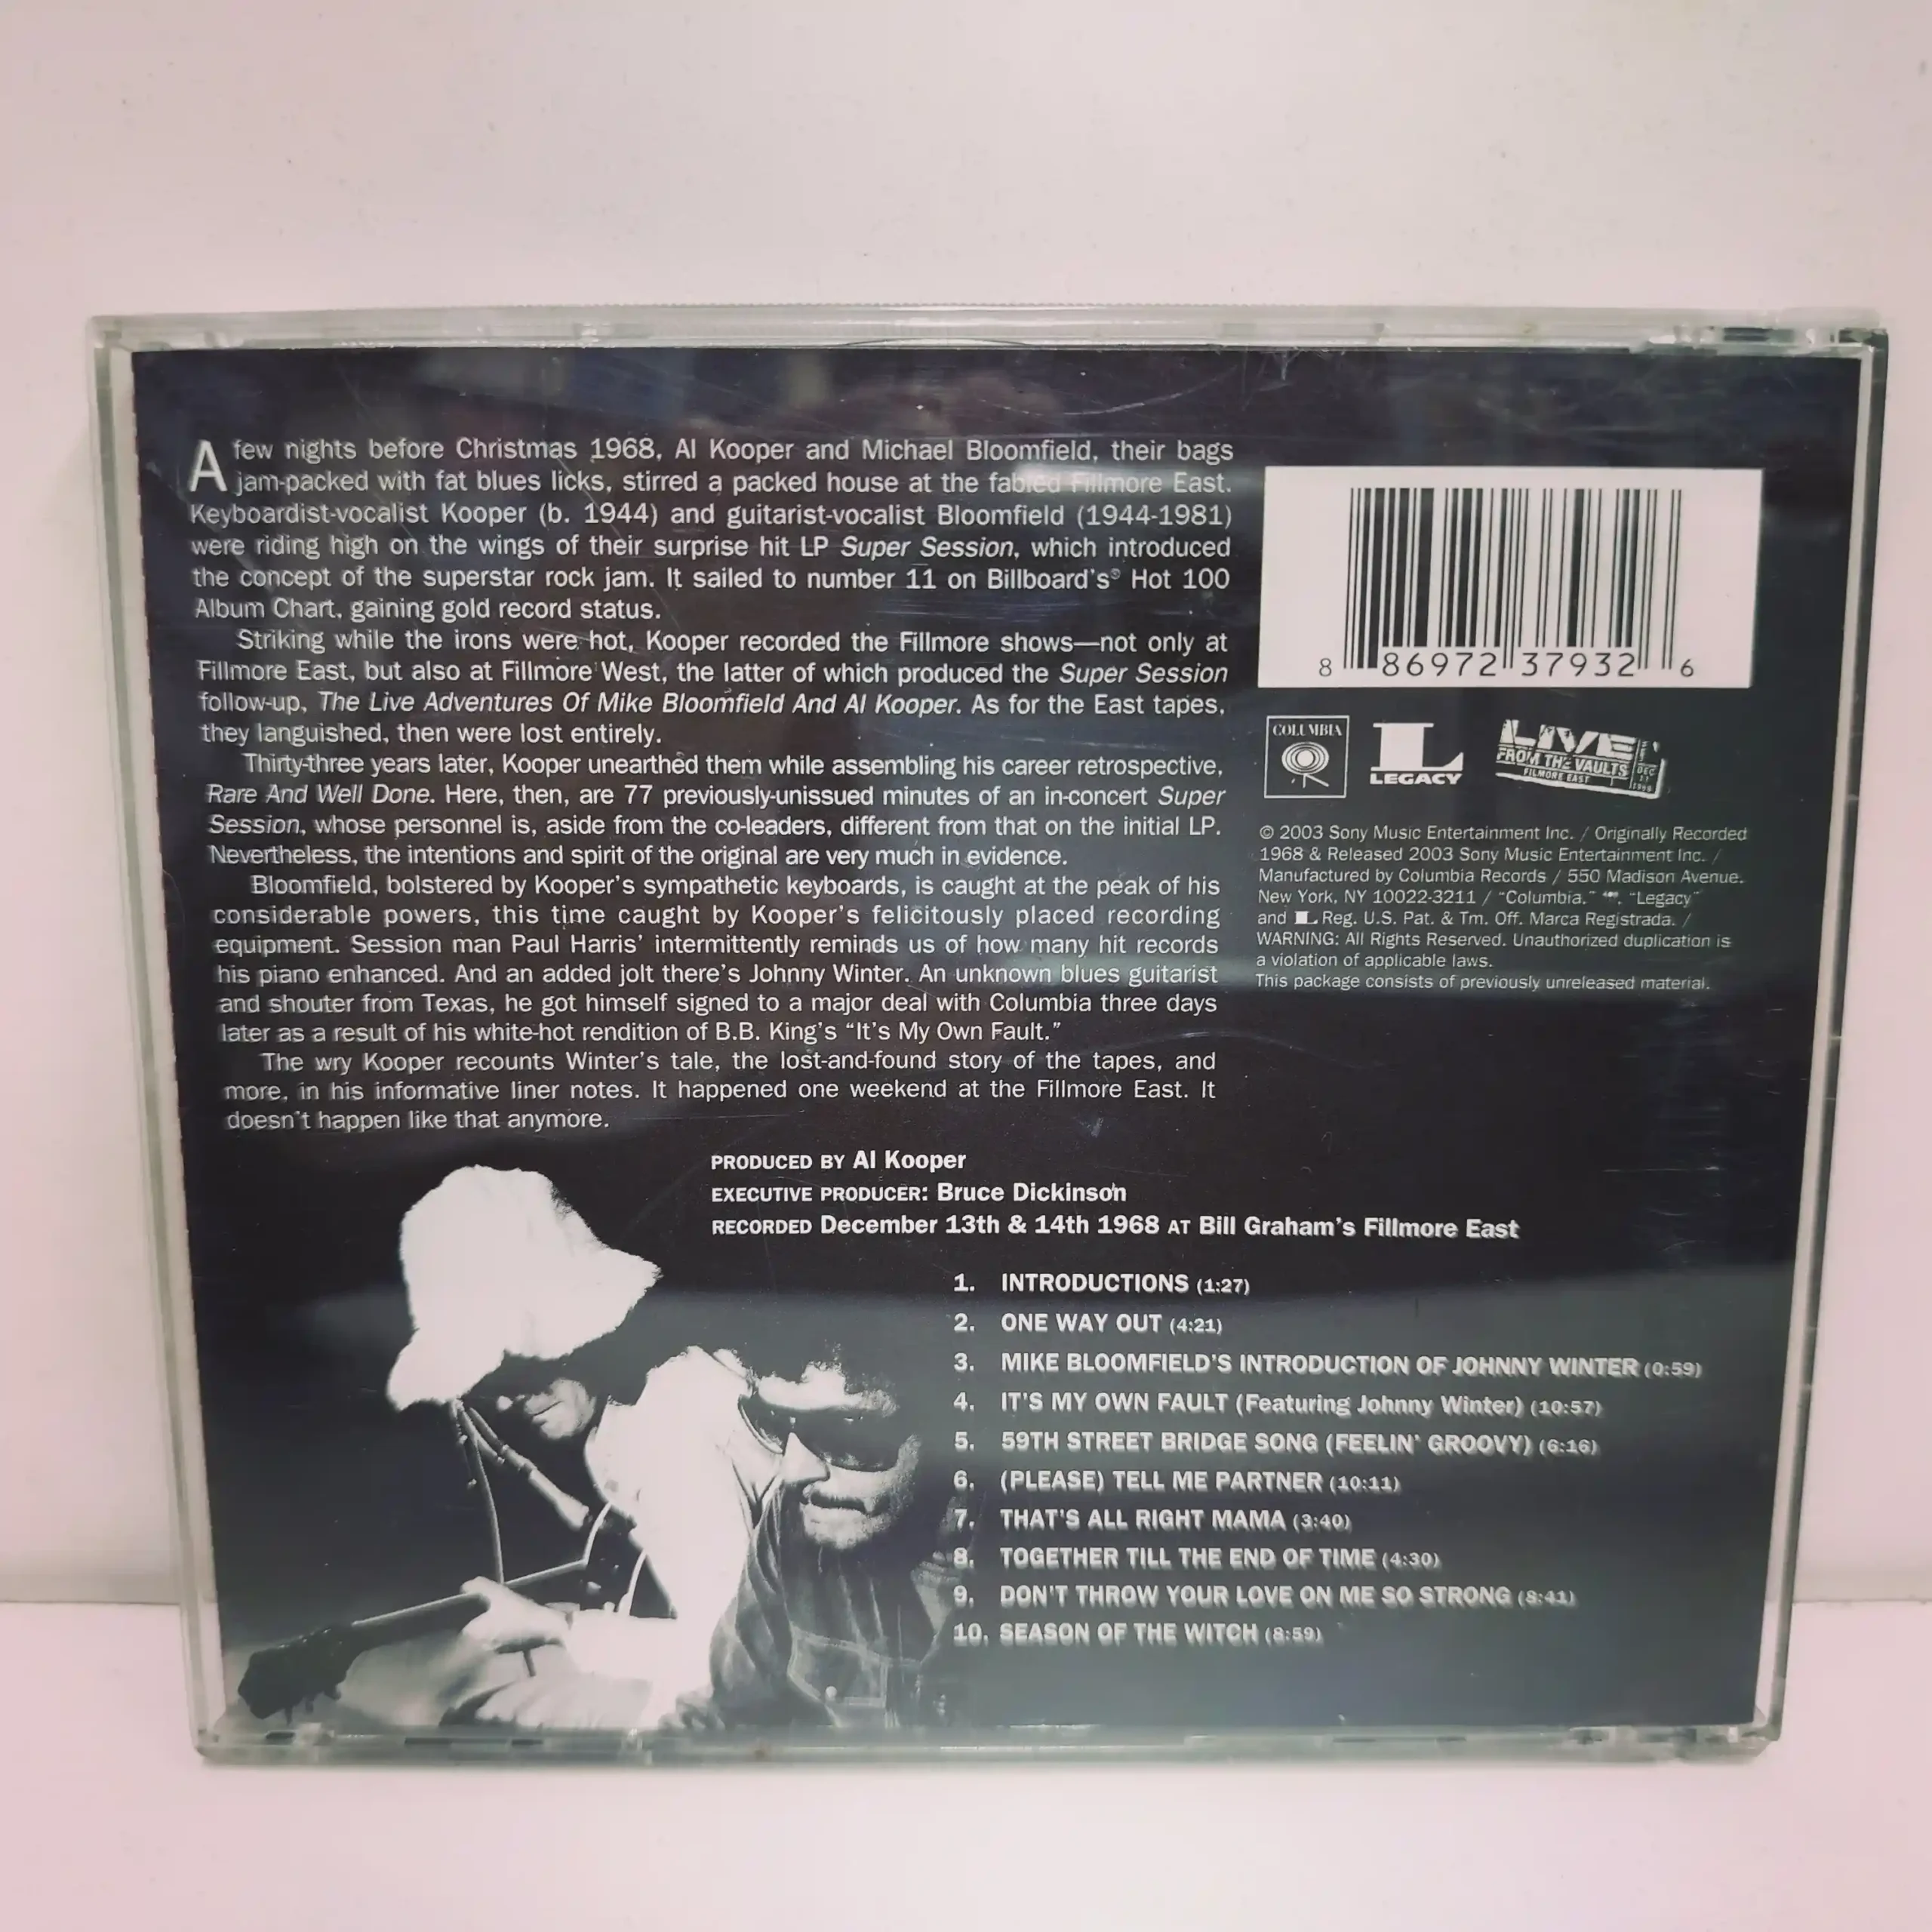 A few nights before Christmas 1968, Al Kooper and Michael Bloomfield, their bags
jam-packed with fat blues licks, stirred a packed house at the fabled Fillmore East.
Keyboardist-vocalist Kooper (b. 1944) and guitarist-vocalist Bloomfield (1944-1981)
were riding high on the wings of their surprise hit LP Super Session, which introduced
the concept of the superstar rock jam. It sailed to number 11 on Billboard's® Hot 100
Album Chart, gaining gold record status.
Striking while the irons were hot, Kooper recorded the Fillmore shows—not only at
Fillmore East, but also at Fillmore West, the latter of which produced the Super Session
follow-up, The Live Adventures Of Mike Bloomfield And Al Kooper. As for the East tapes,
they languished, then were lost entirely.
Thirty-three years later, Kooper unearthed them while assembling his career retrospective,
Rare And Well Done. Here, then, are 77 previously-unissued minutes of an in-concert Super
Session, whose personnel is, aside from the co-leaders, different from that on the initial LP.
Nevertheless, the intentions and spirit of the original are very much in evidence.
Bloomfield, bolstered by Kooper's sympathetic keyboards, is caught at the peak of his
considerable powers, this time caught by Kooper's felicitously placed recording
equipment. Session man Paul Harris' intermittently reminds us of how many hit records
his piano enhanced. And an added jolt there's Johnny Winter. An unknown blues guitarist
and shouter from Texas, he got himself signed to a major deal with Columbia three days
later as a result of his white-hot rendition of B.B. King's "It's My Own Fault."
The wry Kooper recounts Winter's tale, the lost-and-found story of the tapes, and
more, in his informative liner notes. It happened one weekend at the Fillmore East. It
doesn't happen like that anymore.
8 86972 37932 6
COLUMBIA
L
LEGACY
LIVE
FROM THE VAULTS
FILMORE EAST
DEC
13
1968
© 2003 Sony Music Entertainment Inc. / Originally Recorded
1968 & Released 2003 Sony Music Entertainment Inc. /
Manufactured by Columbia Records / 550 Madison Avenue,
New York, NY 10022-3211 / "Columbia," "Legacy"
and L Reg. U.S. Pat. & Tm. Off. Marca Registrada. /
WARNING: All Rights Reserved. Unauthorized duplication is
a violation of applicable laws.
This package consists of previously unreleased material.
PRODUCED BY Al Kooper
EXECUTIVE PRODUCER: Bruce Dickinson
RECORDED December 13th & 14th 1968 AT Bill Graham's Fillmore East
1. INTRODUCTIONS (1:27)
2. ONE WAY OUT (4:21)
3. MIKE BLOOMFIELD'S INTRODUCTION OF JOHNNY WINTER (0:59)
4. IT'S MY OWN FAULT (Featuring Johnny Winter) (10:57)
5. 59TH STREET BRIDGE SONG (FEELIN' GROOVY) (6:16)
6. (PLEASE) TELL ME PARTNER (10:11)
7. THAT'S ALL RIGHT MAMA (3:40)
8. TOGETHER TILL THE END OF TIME (4:30)
9. DON'T THROW YOUR LOVE ON ME SO STRONG (8:41)
10. SEASON OF THE WITCH (8:59)